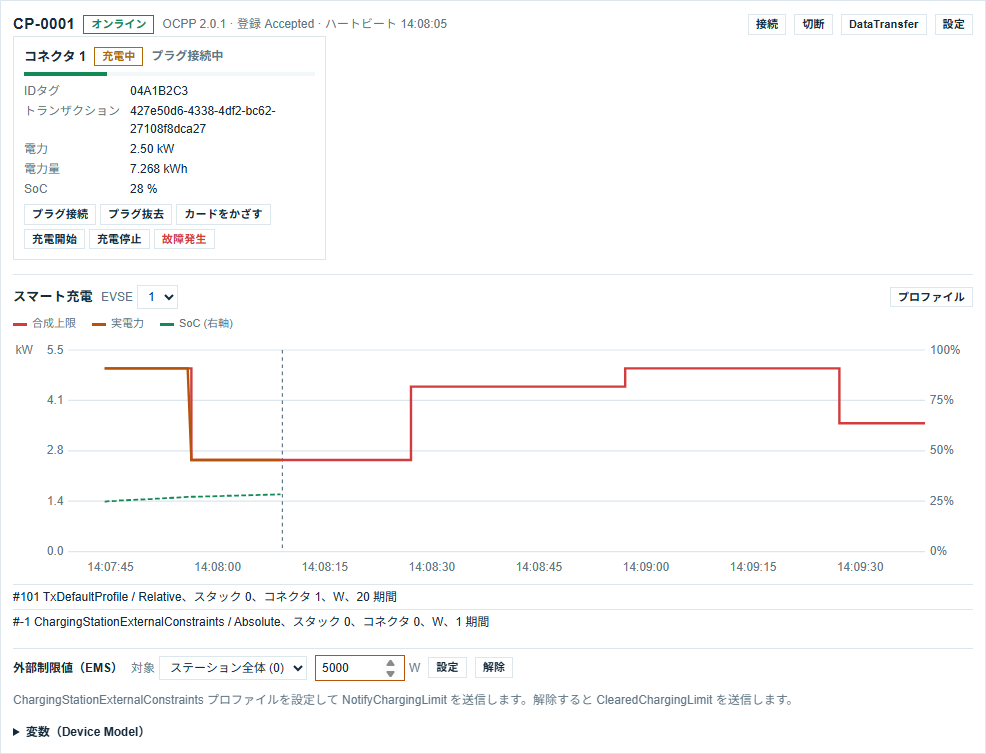 CP-0001 オンライン OCPP 2.0.1 · 登録 Accepted · ハートビート 14:08:05 接続 切断 DataTransfer 設定
コネクタ 1 充電中 プラグ接続中
IDタグ 04A1B2C3
トランザクション 427e50d6-4338-4df2-bc62-
27108f8dca27
電力 2.50 kW
電力量 7.268 kWh
SoC 28 %
プラグ接続 プラグ抜去 カードをかざす
充電開始 充電停止 故障発生
スマート充電 EVSE 1 プロファイル
合成上限 実電力 SoC (右軸)
kW 5.5 100%
4.1 75%
2.8 50%
1.4 25%
0.0 0%
14:07:45 14:08:00 14:08:15 14:08:30 14:08:45 14:09:00 14:09:15 14:09:30
#101 TxDefaultProfile / Relative、スタック 0、コネクタ 1、W、20 期間
#-1 ChargingStationExternalConstraints / Absolute、スタック 0、コネクタ 0、W、1 期間
外部制限値（EMS） 対象 ステーション全体 (0) 5000 W 設定 解除
ChargingStationExternalConstraints プロファイルを設定して NotifyChargingLimit を送信します。解除すると ClearedChargingLimit を送信します。
▶ 変数（Device Model）